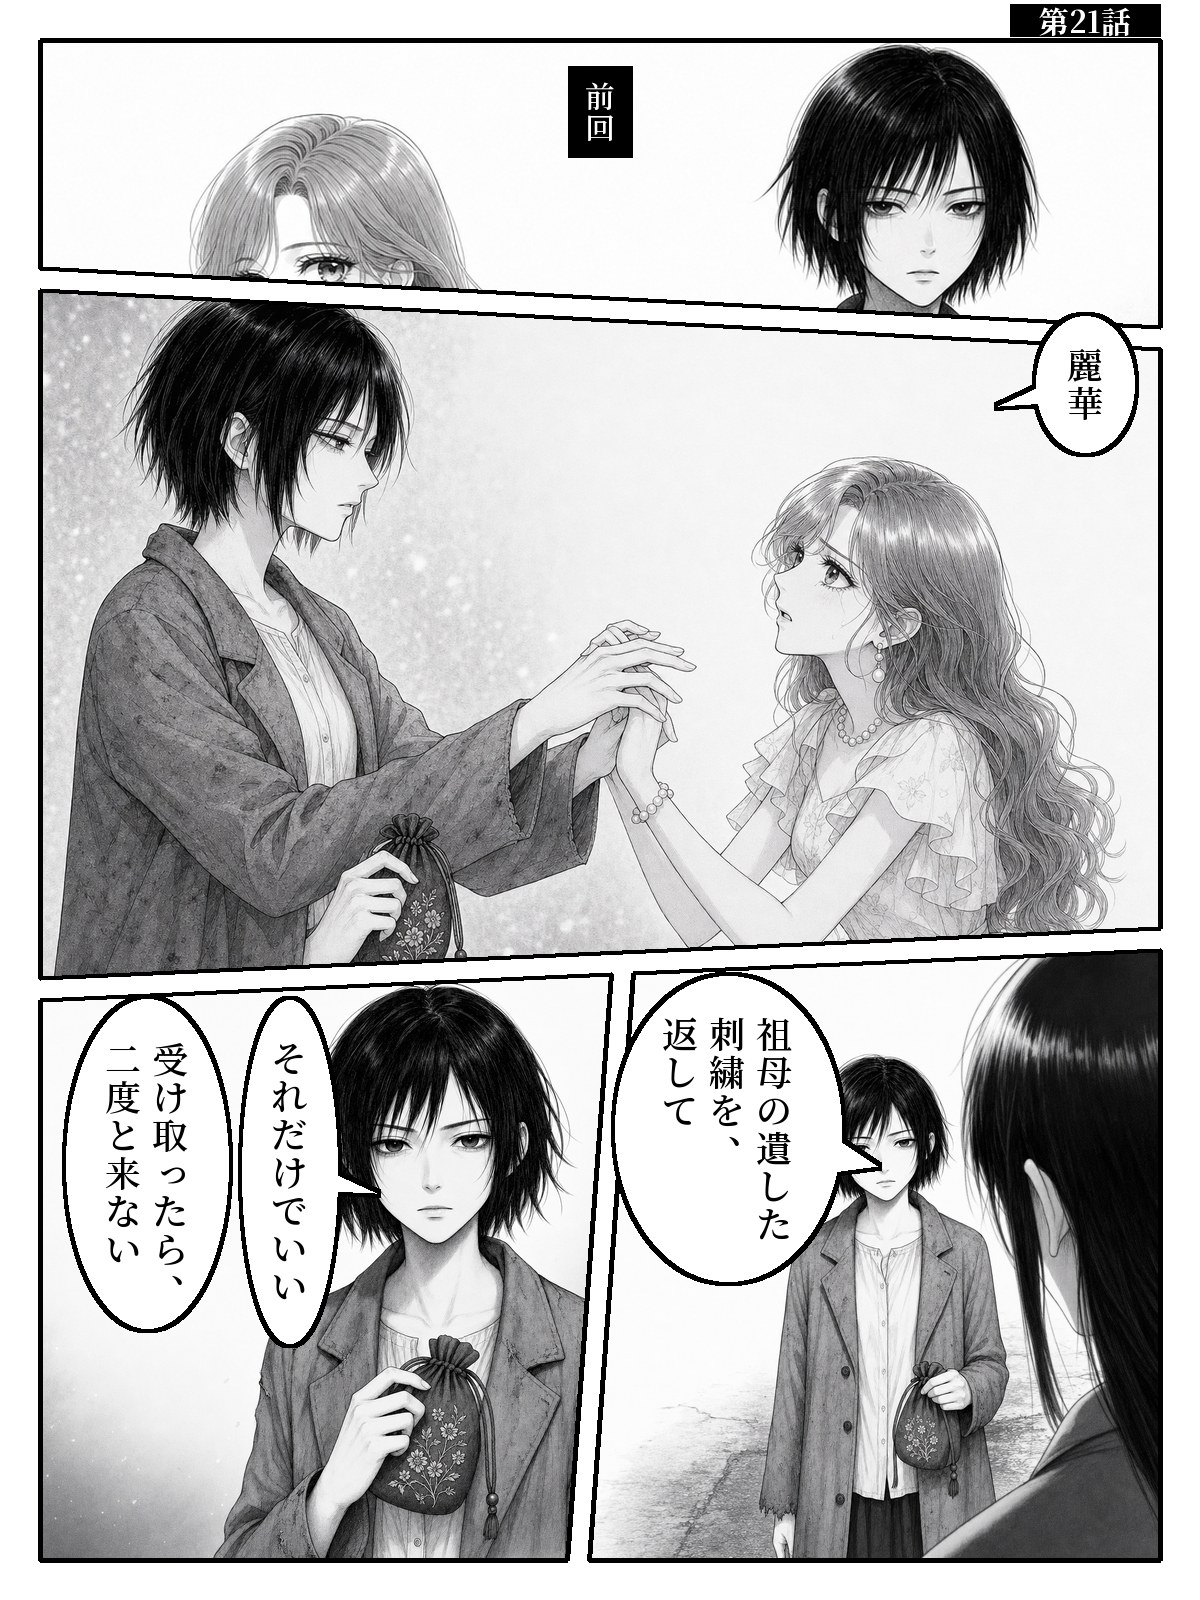 第21話
前回
麗華
祖母の遺した
刺繍を、
返して
それだけでいい
受け取ったら、
二度と来ない